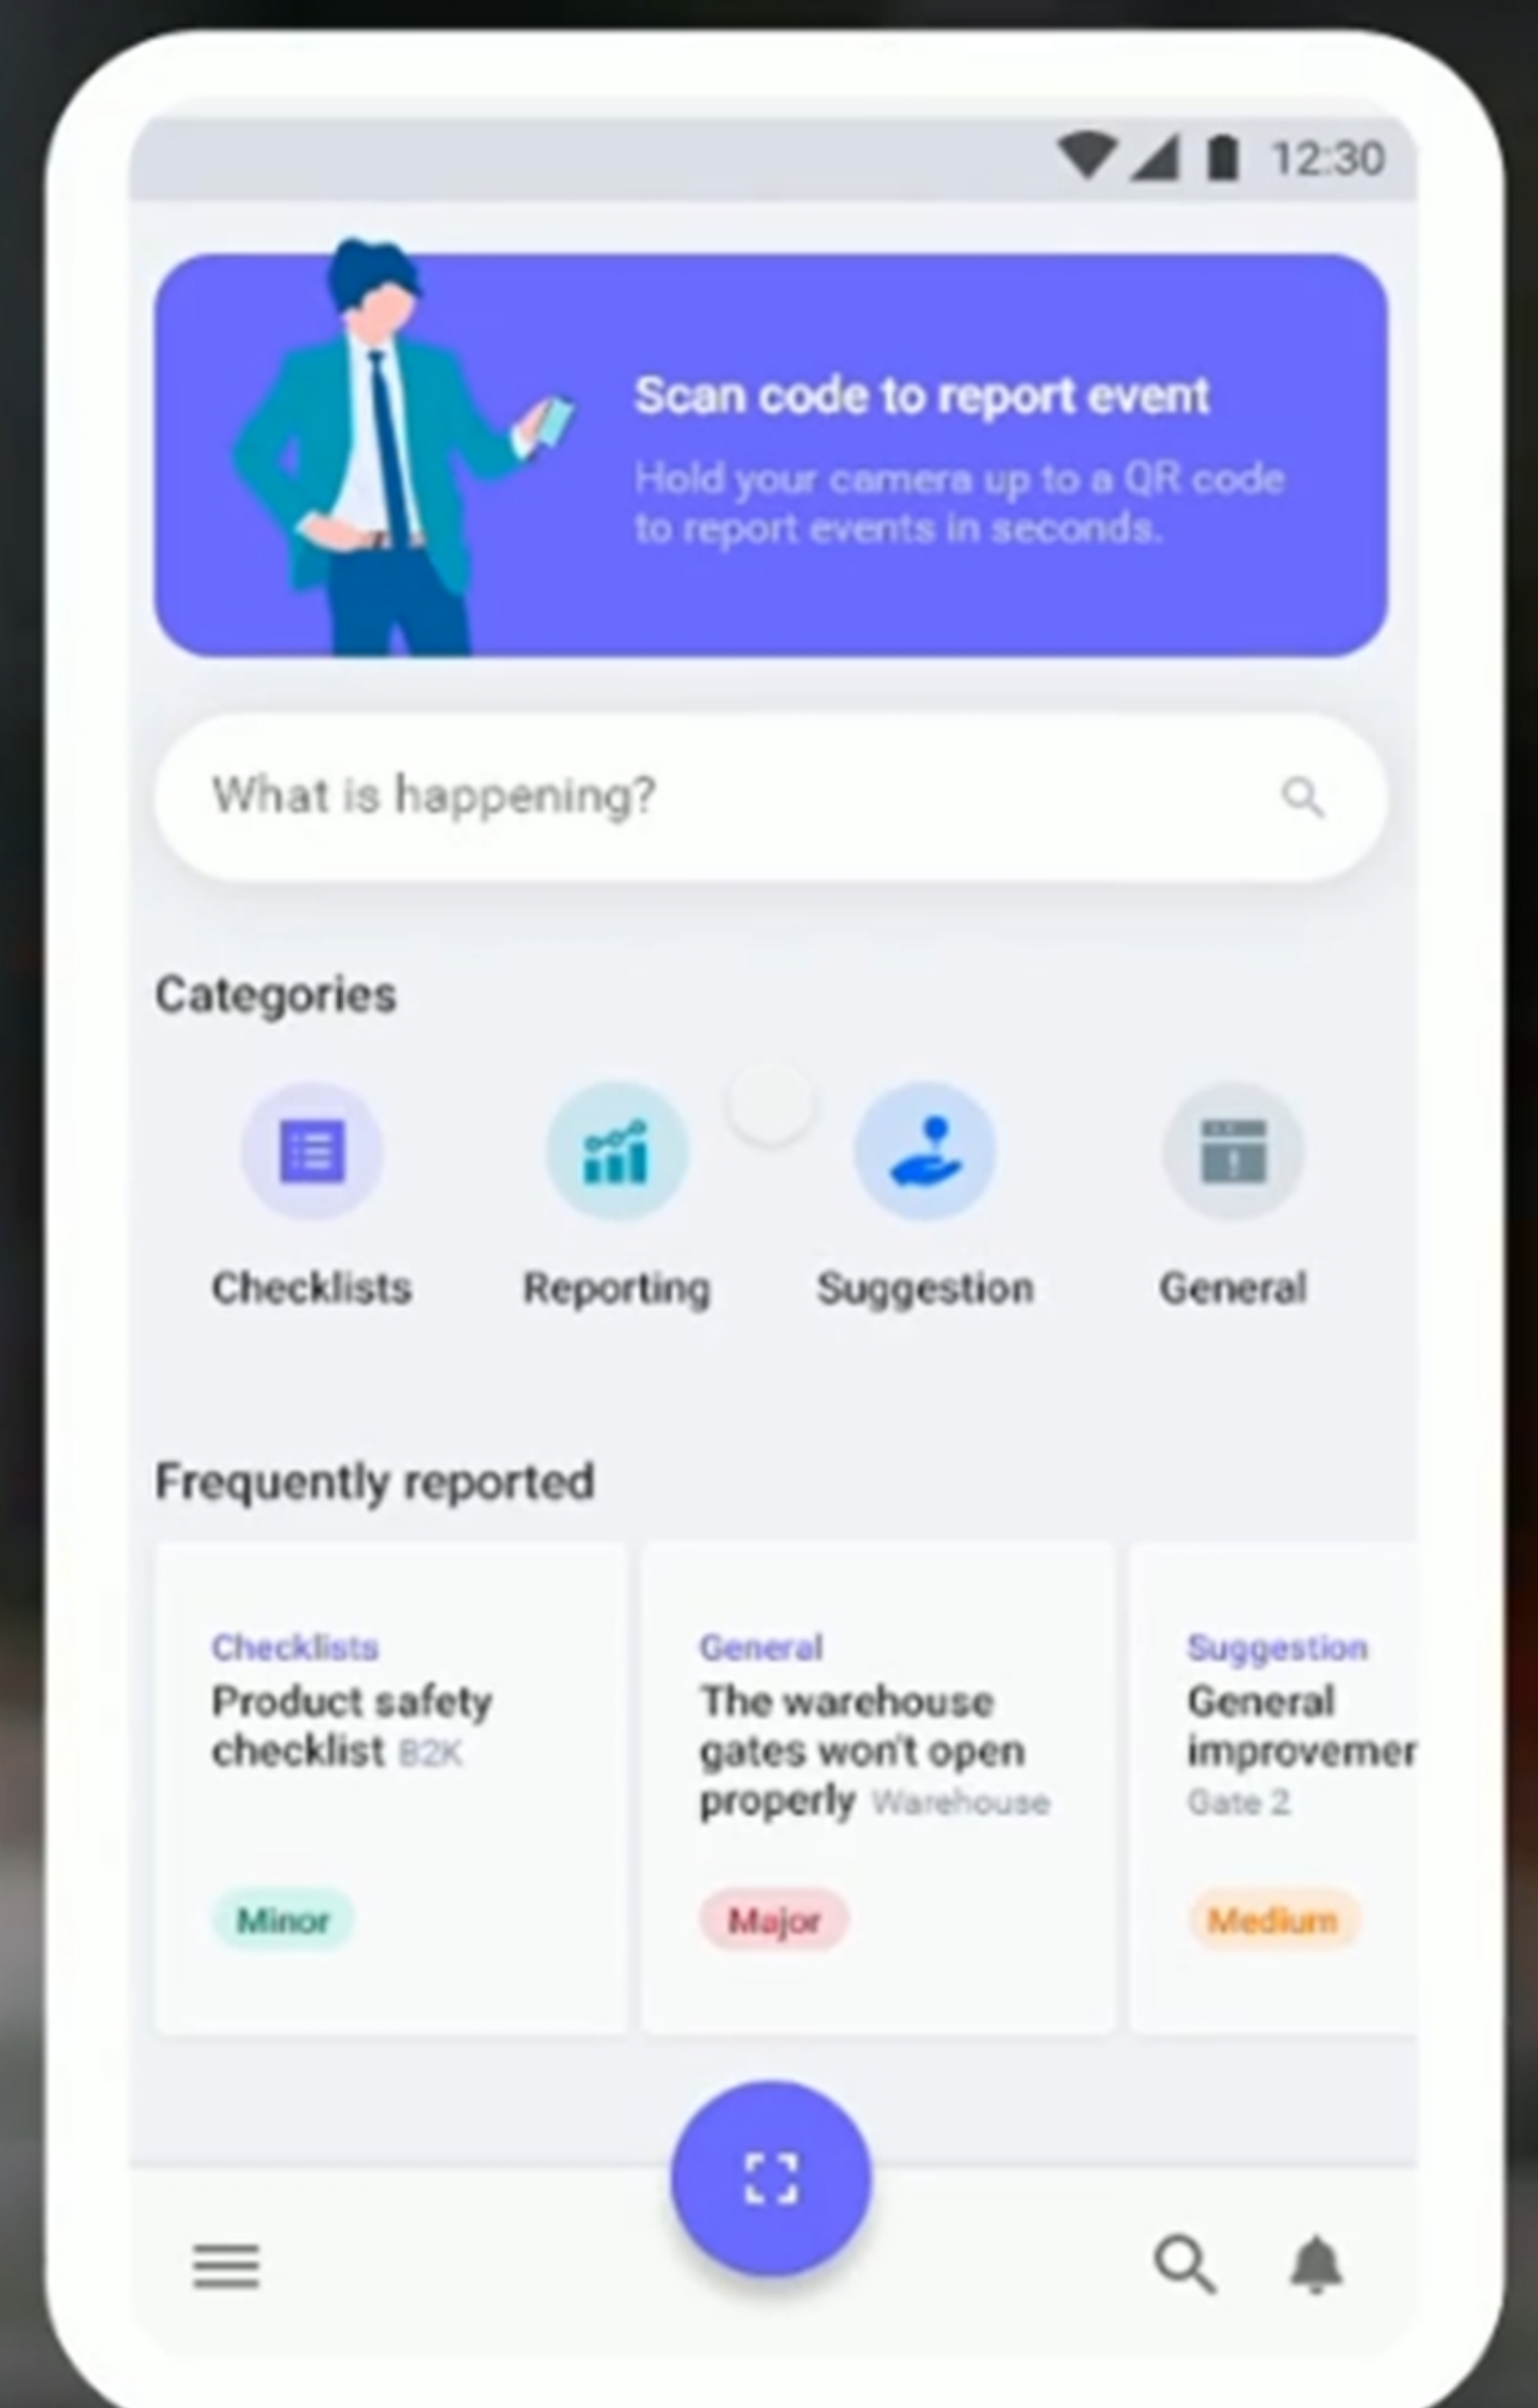 12:30
Scan code to report event
Hold your camera up to a QR code
to report events in seconds.
What is happening?
Categories
Checklists
Reporting
Suggestion
General
Frequently reported
Checklists
Product safety
checklist B2K
Minor
General
The warehouse
gates won't open
properly Warehouse
Major
Suggestion
General
improvemer
Gate 2
Medium